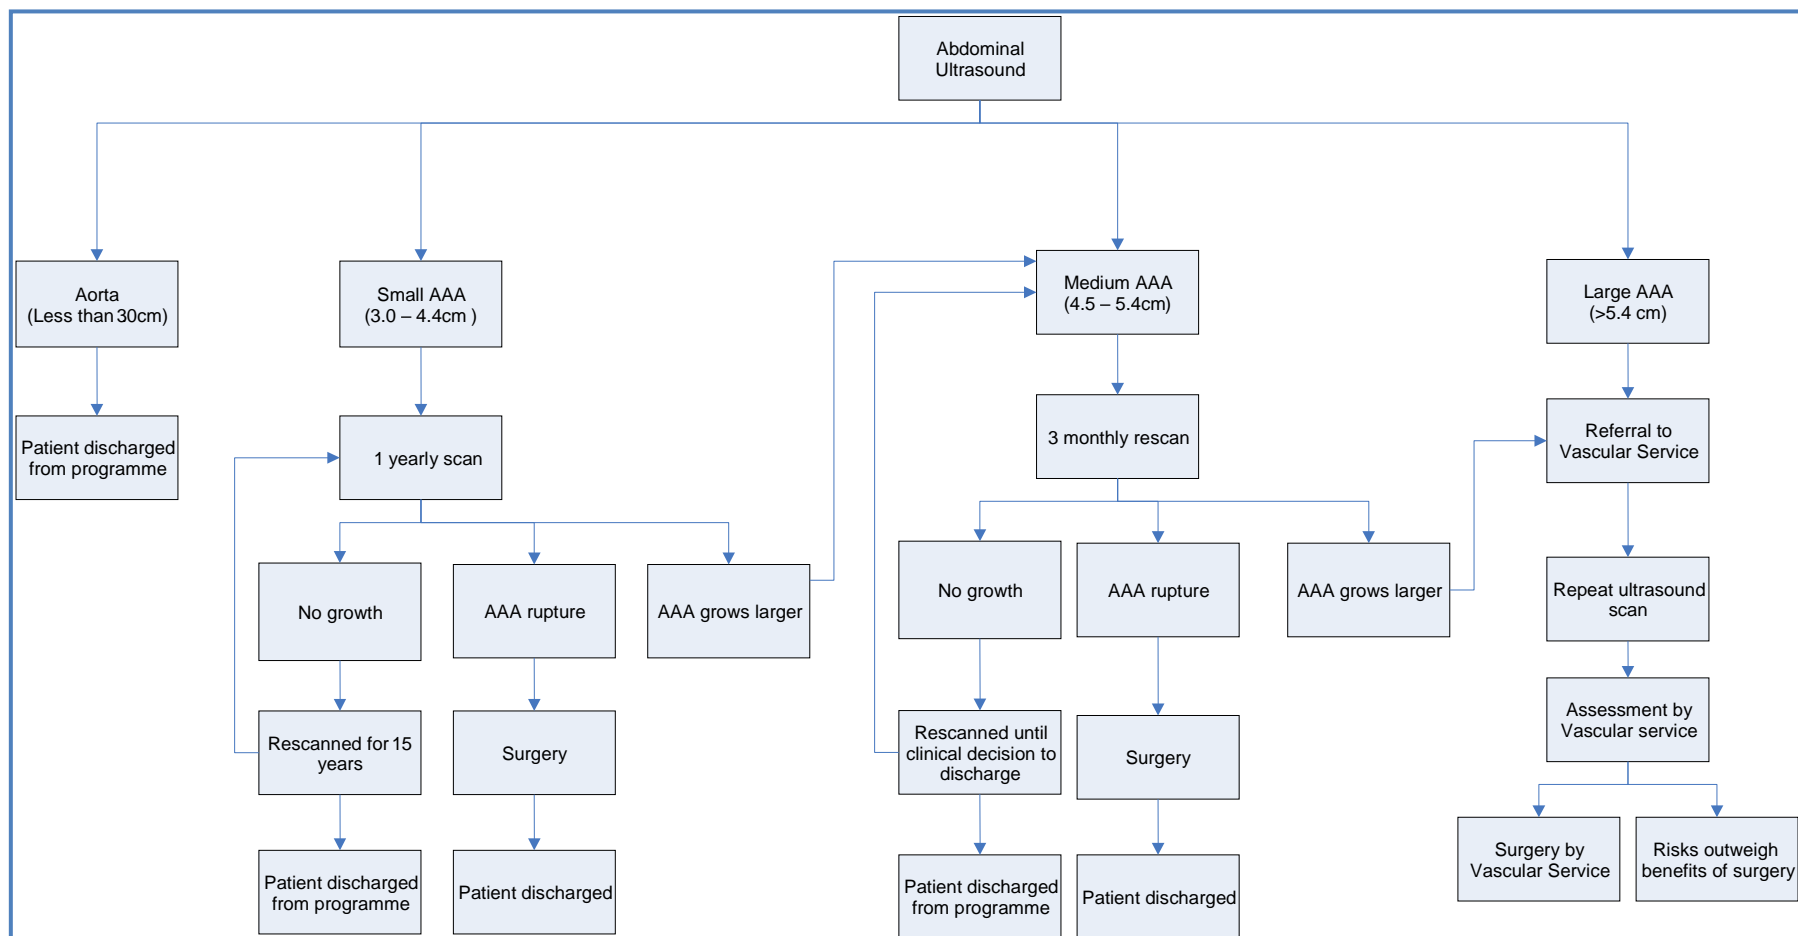 Abdominal
Ultrasound
Aorta
(Less than 30cm)
Small AAA
(3.0 – 4.4cm )
Medium AAA
(4.5 – 5.4cm)
Large AAA
(>5.4 cm)
Patient discharged
from programme
1 yearly scan
3 monthly rescan
Referral to
Vascular Service
No growth
AAA rupture
AAA grows larger
No growth
AAA rupture
AAA grows larger
Repeat ultrasound
scan
Rescanned for 15
years
Surgery
Rescanned until
clinical decision to
discharge
Surgery
Assessment by
Vascular service
Patient discharged
from programme
Patient discharged
Patient discharged
from programme
Patient discharged
Surgery by
Vascular Service
Risks outweigh
benefits of surgery